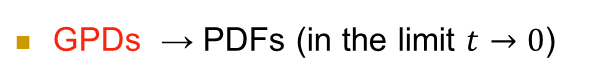 ▪ GPDs → PDFs (in the limit t → 0)